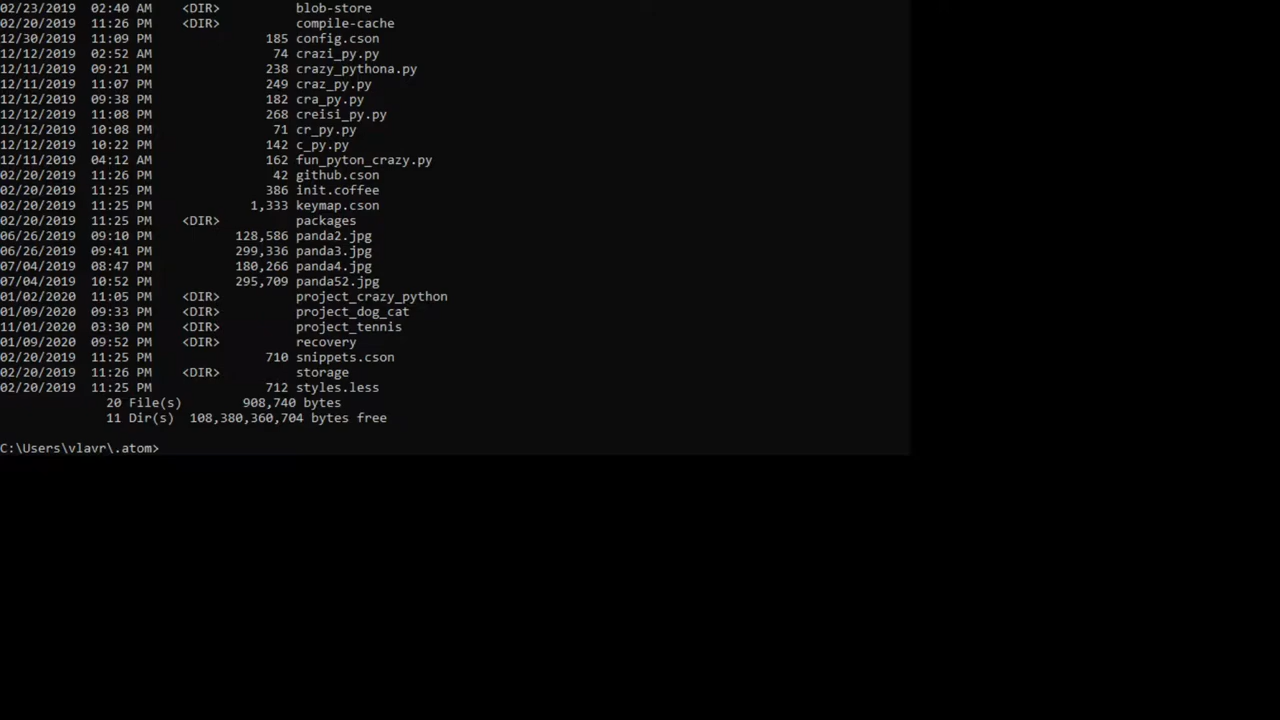 02/23/2019  02:40 AM    <DIR>          blob-store
02/20/2019  11:26 PM    <DIR>          compile-cache
12/30/2019  11:09 PM               185 config.cson
12/12/2019  02:52 AM                74 crazi_py.py
12/11/2019  09:21 PM               238 crazy_pythona.py
12/11/2019  11:07 PM               249 craz_py.py
12/12/2019  09:38 PM               182 cra_py.py
12/12/2019  11:08 PM               268 creisi_py.py
12/12/2019  10:08 PM                71 cr_py.py
12/12/2019  10:22 PM               142 c_py.py
12/11/2019  04:12 AM               162 fun_pyton_crazy.py
02/20/2019  11:26 PM                42 github.cson
02/20/2019  11:25 PM               386 init.coffee
02/20/2019  11:25 PM             1,333 keymap.cson
02/20/2019  11:25 PM    <DIR>          packages
06/26/2019  09:10 PM           128,586 panda2.jpg
06/26/2019  09:41 PM           299,336 panda3.jpg
07/04/2019  08:47 PM           180,266 panda4.jpg
07/04/2019  10:52 PM           295,709 panda52.jpg
01/02/2020  11:05 PM    <DIR>          project_crazy_python
01/09/2020  09:33 PM    <DIR>          project_dog_cat
11/01/2020  03:30 PM    <DIR>          project_tennis
01/09/2020  09:52 PM    <DIR>          recovery
02/20/2019  11:25 PM               710 snippets.cson
02/20/2019  11:26 PM    <DIR>          storage
02/20/2019  11:25 PM               712 styles.less
20 File(s)        908,740 bytes
11 Dir(s)  108,380,360,704 bytes free
C:\Users\vlavr\.atom>